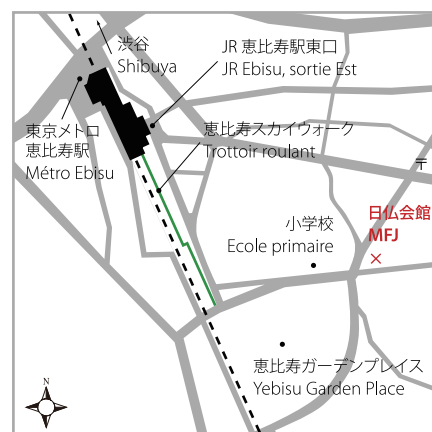 渋谷
Shibuya
JR 恵比寿駅東口
JR Ebisu, sortie Est
東京メトロ
恵比寿駅
Métro Ebisu
恵比寿スカイウォーク
Trottoir roulant
〒
日仏会館
MFJ
小学校
Ecole primaire
恵比寿ガーデンプレイス
Yebisu Garden Place
N